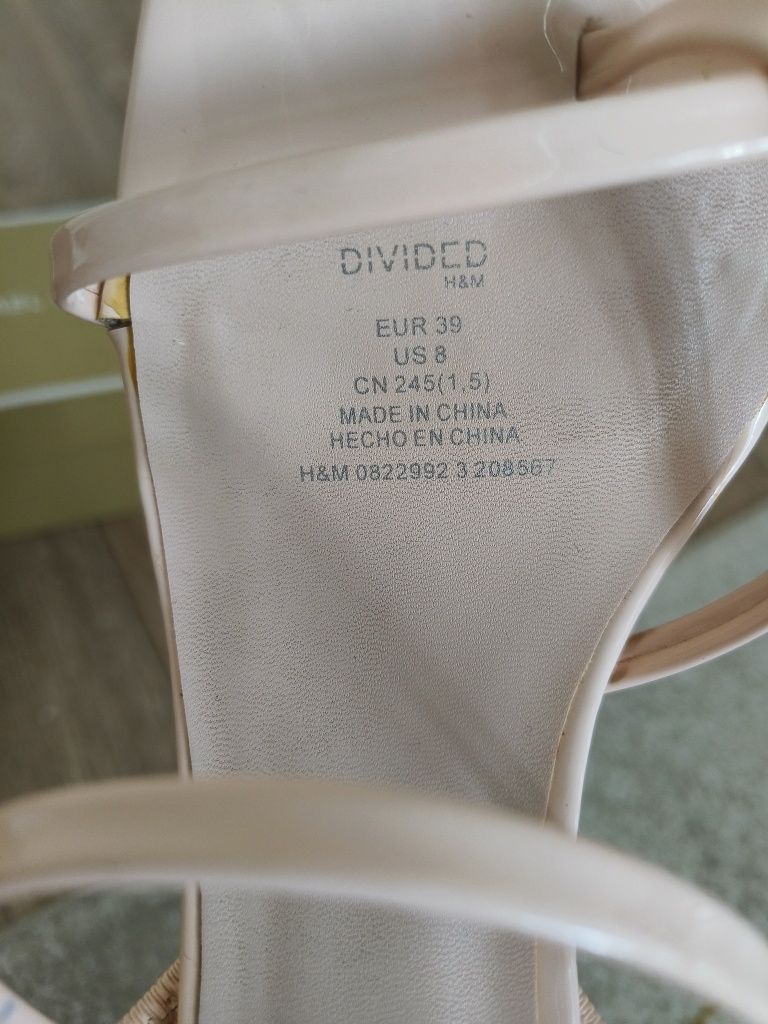 DIVIDED
H&M
EUR 39
US 8
CN 245(1,5)
MADE IN CHINA
HECHO EN CHINA
H&M 0822992 3 208567